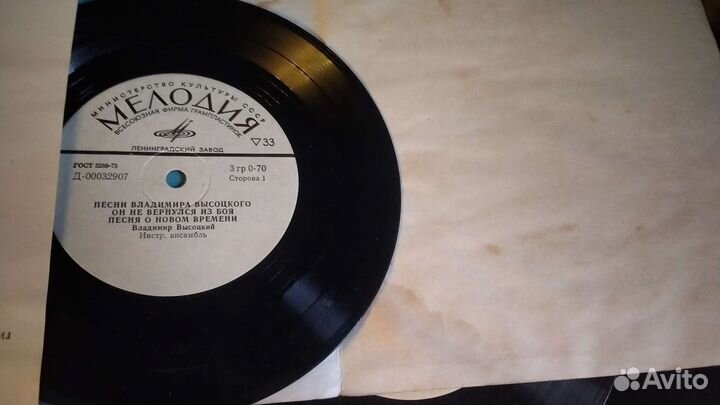 МИНИСТЕРСТВО КУЛЬТУРЫ СССР
МЕЛОДИЯ
ВСЕСОЮЗНАЯ ФИРМА ГРАМПЛАСТИНОК
▽33
ЛЕНИНГРАДСКИЙ ЗАВОД
ГОСТ 5289-73
3 гр 0-70
Д-00032907
Сторона 1
ПЕСНИ ВЛАДИМИРА ВЫСОЦКОГО
ОН НЕ ВЕРНУЛСЯ ИЗ БОЯ
ПЕСНЯ О НОВОМ ВРЕМЕНИ
Владимир Высоцкий
Инстр. ансамбль
Avito